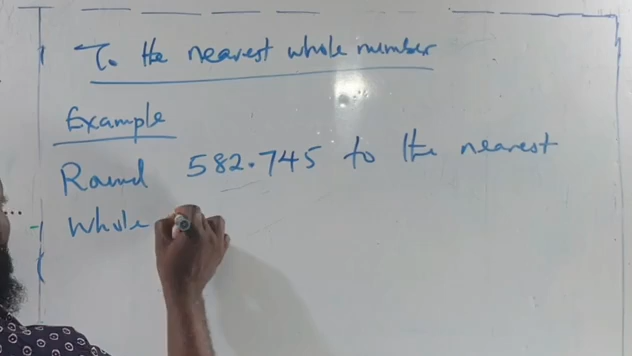 To the nearest whole number
Example
Round 582.745 to the nearest
Whole